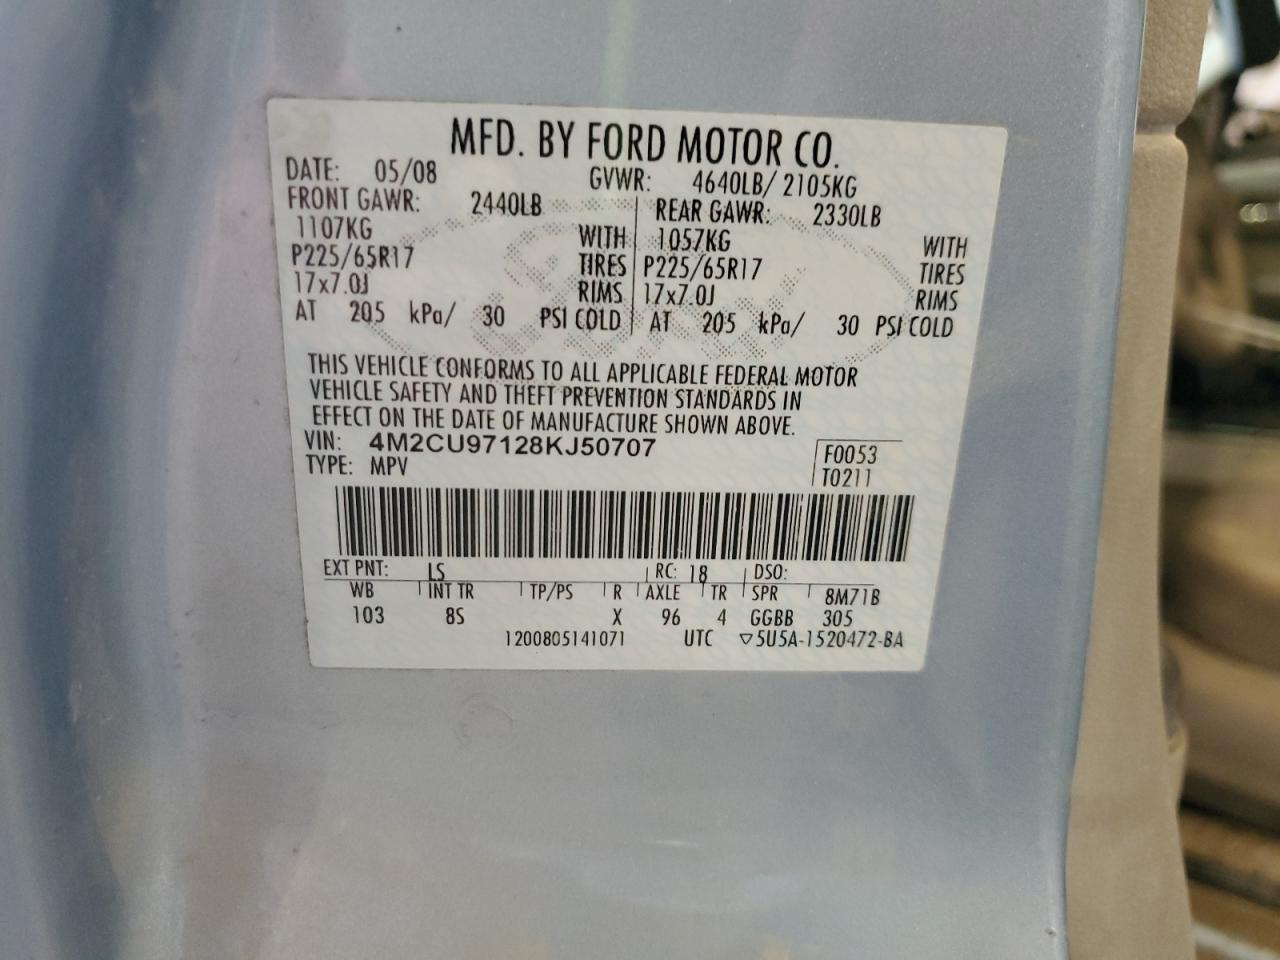 MFD. BY FORD MOTOR CO.
DATE: 05/08 GVWR: 4640LB/ 2105KG
FRONT GAWR: 2440LB REAR GAWR: 2330LB
1107KG WITH 1057KG WITH
P225/65R17 TIRES P225/65R17 TIRES
17x7.0J RIMS 17x7.0J RIMS
AT 205 kPa/ 30 PSI COLD AT 205 kPa/ 30 PSI COLD
THIS VEHICLE CONFORMS TO ALL APPLICABLE FEDERAL MOTOR
VEHICLE SAFETY AND THEFT PREVENTION STANDARDS IN
EFFECT ON THE DATE OF MANUFACTURE SHOWN ABOVE.
VIN: 4M2CU97128KJ50707 F0053
TYPE: MPV T0211
EXT PNT: LS RC: 18 DSO:
WB INT TR TP/PS R AXLE TR SPR 8M71B
103 8S X 96 4 GGBB 305
1200805141071 UTC ▽5U5A-1520472-BA